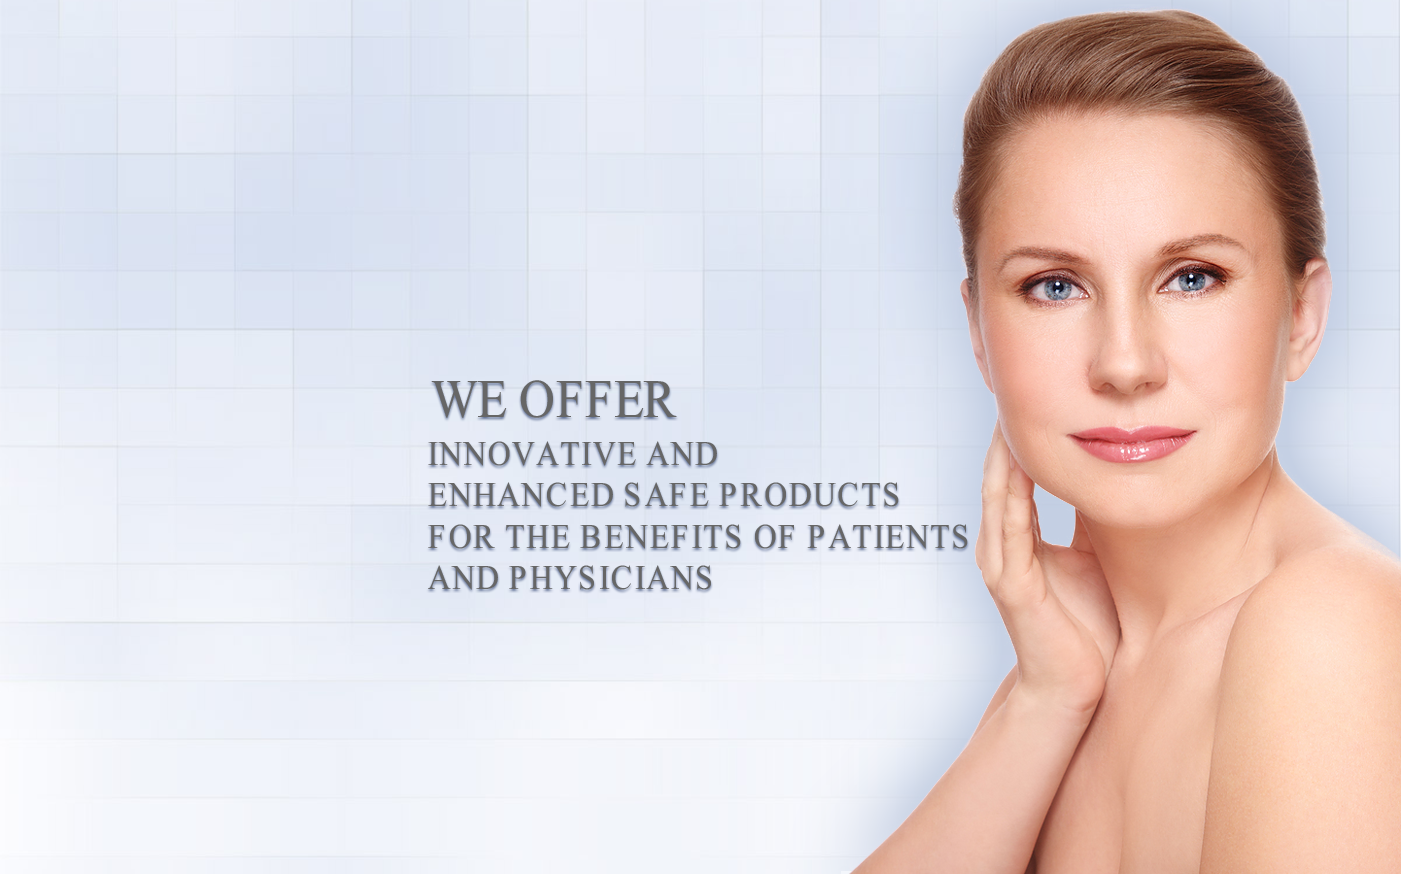 WE OFFER
INNOVATIVE AND
ENHANCED SAFE PRODUCTS
FOR THE BENEFITS OF PATIENTS
AND PHYSICIANS